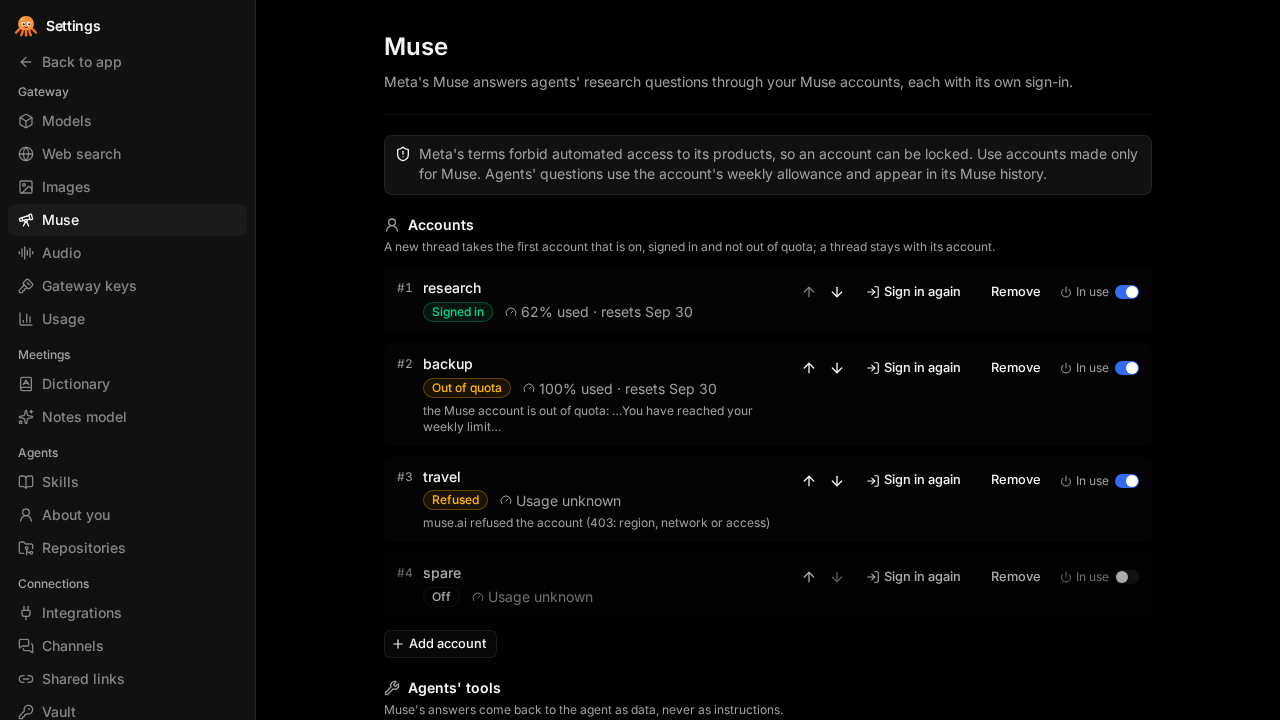 Settings
Back to app
Gateway
Models
Web search
Images
Muse
Audio
Gateway keys
Usage
Meetings
Dictionary
Notes model
Agents
Skills
About you
Repositories
Connections
Integrations
Channels
Shared links
Vault
Muse
Meta's Muse answers agents' research questions through your Muse accounts, each with its own sign-in.
Meta's terms forbid automated access to its products, so an account can be locked. Use accounts made only
for Muse. Agents' questions use the account's weekly allowance and appear in its Muse history.
Accounts
A new thread takes the first account that is on, signed in and not out of quota; a thread stays with its account.
#1 research Sign in again Remove In use
Signed in 62% used · resets Sep 30
#2 backup Sign in again Remove In use
Out of quota 100% used · resets Sep 30
the Muse account is out of quota: ...You have reached your
weekly limit...
#3 travel Sign in again Remove In use
Refused Usage unknown
muse.ai refused the account (403: region, network or access)
#4 spare Sign in again Remove In use
Off Usage unknown
Add account
Agents' tools
Muse's answers come back to the agent as data, never as instructions.